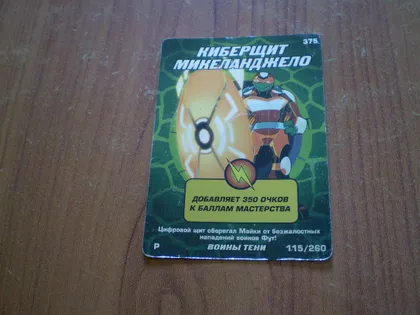 375
КИБЕРЩИТ
МИКЕЛАНДЖЕЛО
ДОБАВЛЯЕТ 350 ОЧКОВ
К БАЛЛАМ МАСТЕРСТВА
Цифровой щит сберегал Майки от безжалостных
нападений воинов Фут!
Р ВОИНЫ ТЕНИ 115/260